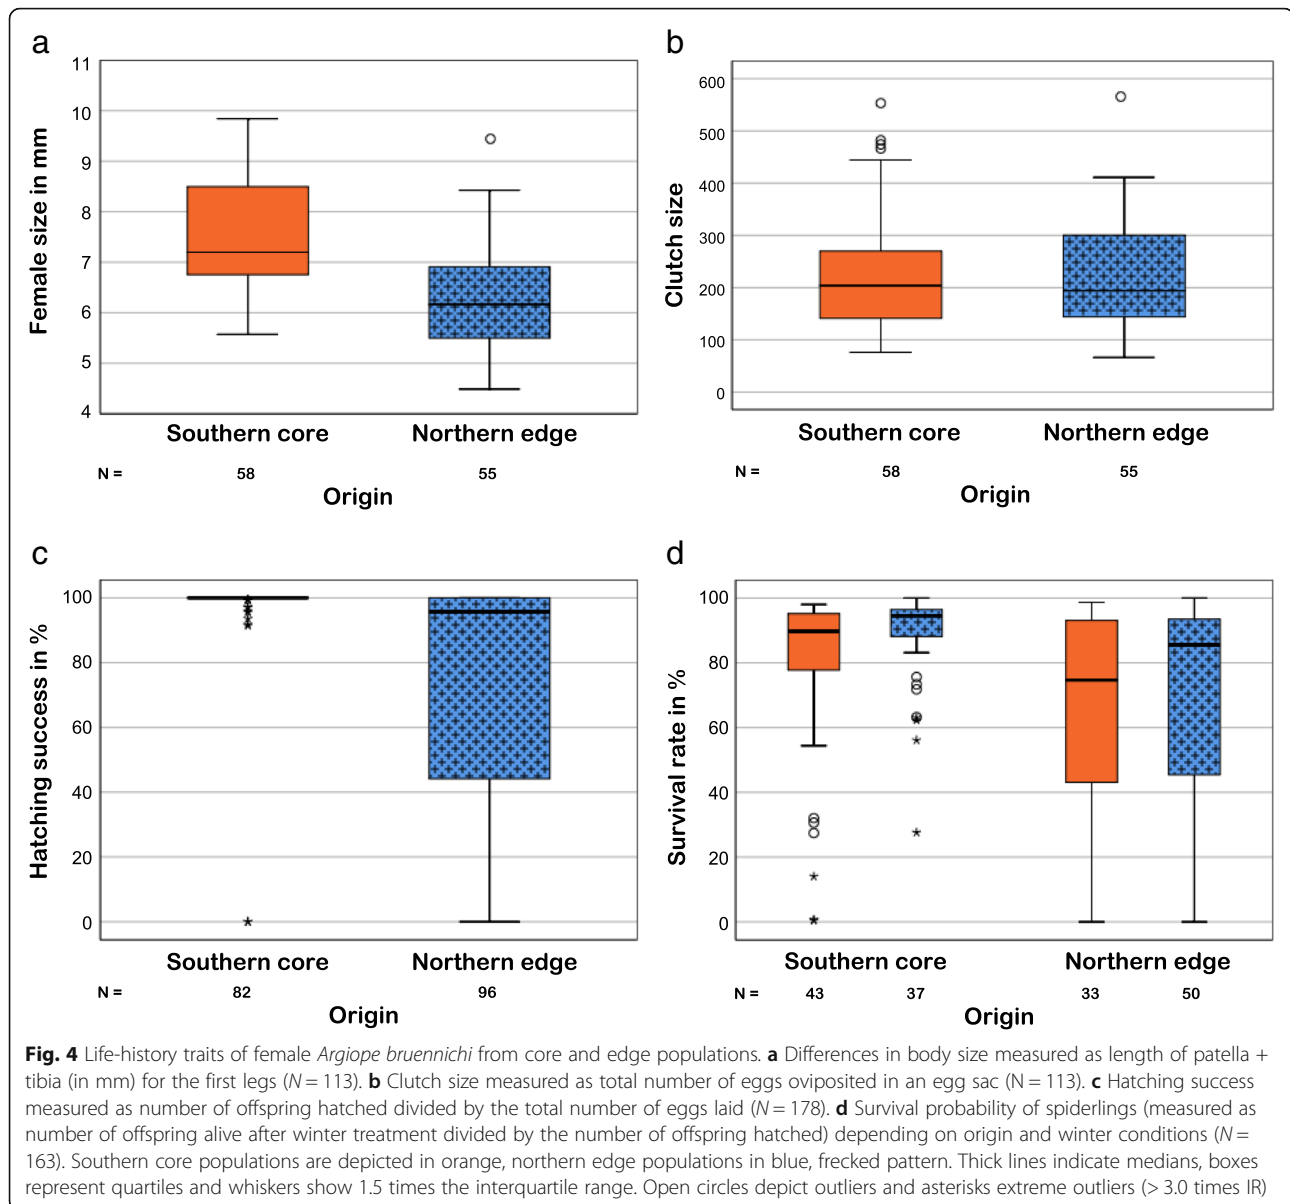 a
11
10
9
8
7
6
5
4
Female size in mm
Southern core Northern edge
N = 58 55
Origin
b
600
500
400
300
200
100
0
Clutch size
Southern core Northern edge
N = 58 55
Origin
c
100
80
60
40
20
0
Hatching success in %
Southern core Northern edge
N = 82 96
Origin
d
100
80
60
40
20
0
Survival rate in %
Southern core Northern edge
N = 43 37 33 50
Origin
Fig. 4 Life-history traits of female Argiope bruennichi from core and edge populations. a Differences in body size measured as length of patella +
tibia (in mm) for the first legs (N = 113). b Clutch size measured as total number of eggs oviposited in an egg sac (N = 113). c Hatching success
measured as number of offspring hatched divided by the total number of eggs laid (N = 178). d Survival probability of spiderlings (measured as
number of offspring alive after winter treatment divided by the number of offspring hatched) depending on origin and winter conditions (N =
163). Southern core populations are depicted in orange, northern edge populations in blue, frecked pattern. Thick lines indicate medians, boxes
represent quartiles and whiskers show 1.5 times the interquartile range. Open circles depict outliers and asterisks extreme outliers (> 3.0 times IR)